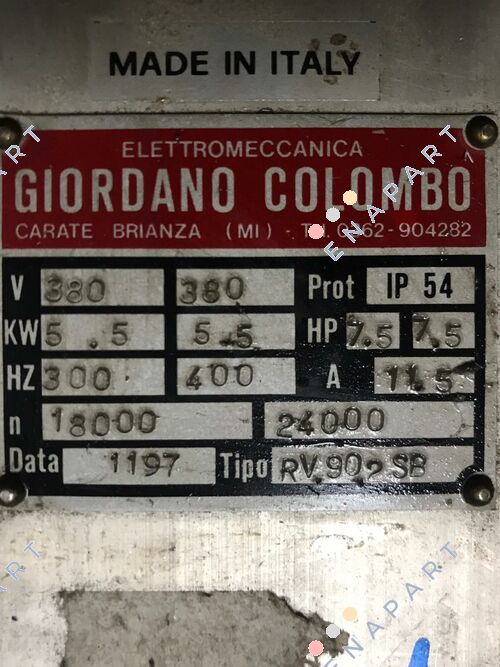 MADE IN ITALY
ELETTROMECCANICA
GIORDANO COLOMBO
CARATE BRIANZA (MI) - Tel. 0362-904282
V 380 380 Prot IP 54
KW 5.5 5.5 HP 7.5 7.5
HZ 300 400 A 11.5
n 18000 24000
Data 1197 Tipo RV.90.2 SB
ENAPART
ENAPART
ENAPART
ENAPART